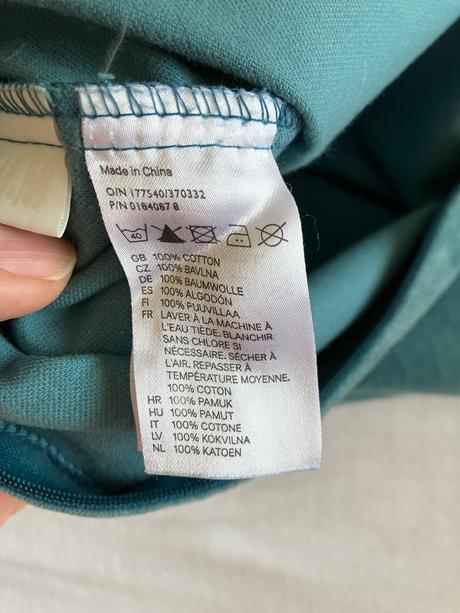 Made in China
O/N 177540/370332
P/N 0184087 8
40
GB 100% COTTON
CZ 100% BAVLNA
DE 100% BAUMWOLLE
ES 100% ALGODÓN
FI 100% PUUVILLAA
FR LAVER À LA MACHINE À
L'EAU TIÈDE. BLANCHIR
SANS CHLORE SI
NÉCESSAIRE. SÉCHER À
L'AIR. REPASSER À
TEMPÉRATURE MOYENNE.
100% COTON
HR 100% PAMUK
HU 100% PAMUT
IT 100% COTONE
LV 100% KOKVILNA
NL 100% KATOEN